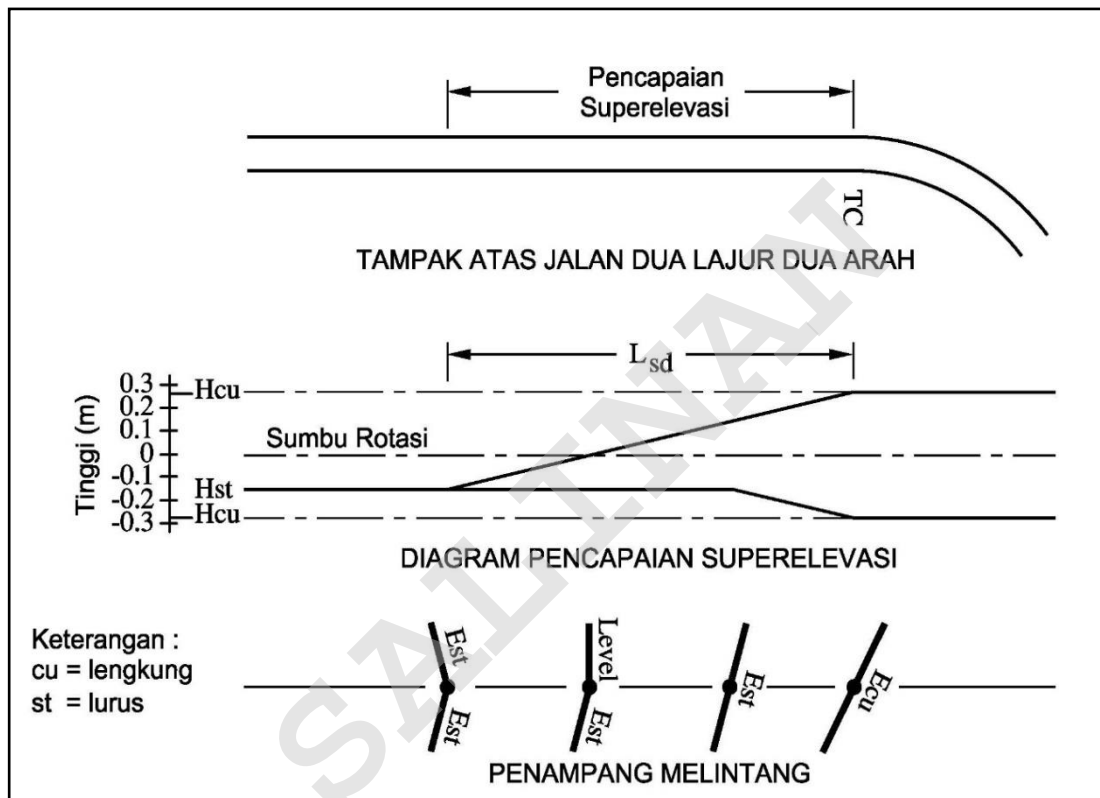 Pencapaian
Superelevasi
TC
TAMPAK ATAS JALAN DUA LAJUR DUA ARAH
Lsd
Tinggi (m)
0.3
0.2
0.1
0
-0.1
-0.2
-0.3
Hcu
Sumbu Rotasi
Hst
Hcu
DIAGRAM PENCAPAIAN SUPERELEVASI
Keterangan :
cu = lengkung
st = lurus
Est
Est
Level
Est
Est
Ecu
PENAMPANG MELINTANG
SALINAN